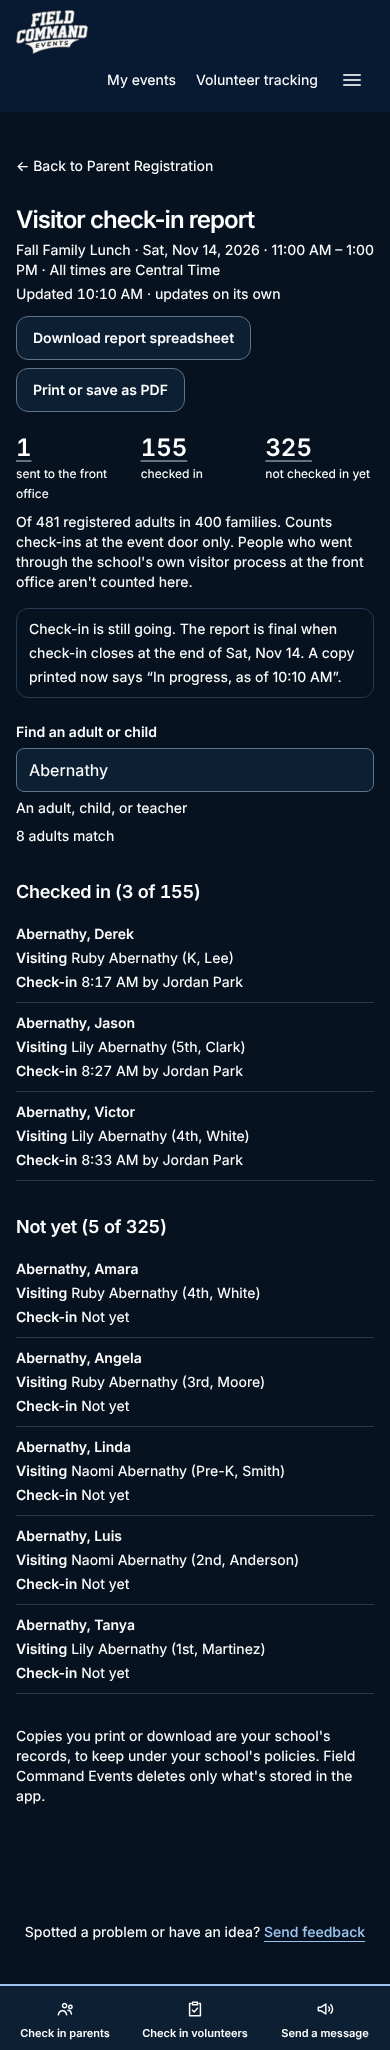 FIELD
COMMAND
EVENTS
My events
Volunteer tracking
← Back to Parent Registration
Visitor check-in report
Fall Family Lunch · Sat, Nov 14, 2026 · 11:00 AM – 1:00
PM · All times are Central Time
Updated 10:10 AM · updates on its own
Download report spreadsheet
Print or save as PDF
1
sent to the front
office
155
checked in
325
not checked in yet
Of 481 registered adults in 400 families. Counts
check-ins at the event door only. People who went
through the school's own visitor process at the front
office aren't counted here.
Check-in is still going. The report is final when
check-in closes at the end of Sat, Nov 14. A copy
printed now says “In progress, as of 10:10 AM”.
Find an adult or child
Abernathy
An adult, child, or teacher
8 adults match
Checked in (3 of 155)
Abernathy, Derek
Visiting Ruby Abernathy (K, Lee)
Check-in 8:17 AM by Jordan Park
Abernathy, Jason
Visiting Lily Abernathy (5th, Clark)
Check-in 8:27 AM by Jordan Park
Abernathy, Victor
Visiting Lily Abernathy (4th, White)
Check-in 8:33 AM by Jordan Park
Not yet (5 of 325)
Abernathy, Amara
Visiting Ruby Abernathy (4th, White)
Check-in Not yet
Abernathy, Angela
Visiting Ruby Abernathy (3rd, Moore)
Check-in Not yet
Abernathy, Linda
Visiting Naomi Abernathy (Pre-K, Smith)
Check-in Not yet
Abernathy, Luis
Visiting Naomi Abernathy (2nd, Anderson)
Check-in Not yet
Abernathy, Tanya
Visiting Lily Abernathy (1st, Martinez)
Check-in Not yet
Copies you print or download are your school's
records, to keep under your school's policies. Field
Command Events deletes only what's stored in the
app.
Spotted a problem or have an idea? Send feedback
Check in parents
Check in volunteers
Send a message